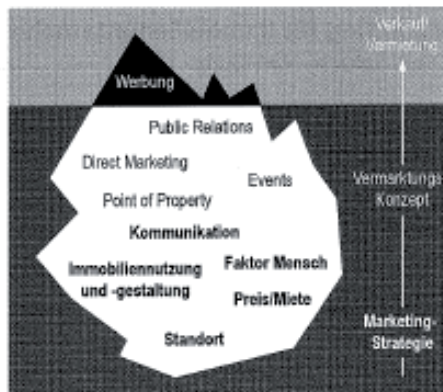 Verkauf/
Vermietung
Werbung
Public Relations
Direct Marketing
Events
Vermarktungs
Konzept
Point of Property
Kommunikation
Immobiliennutzung
und -gestaltung
Faktor Mensch
Preis/Miete
Marketing-
Strategie
Standort